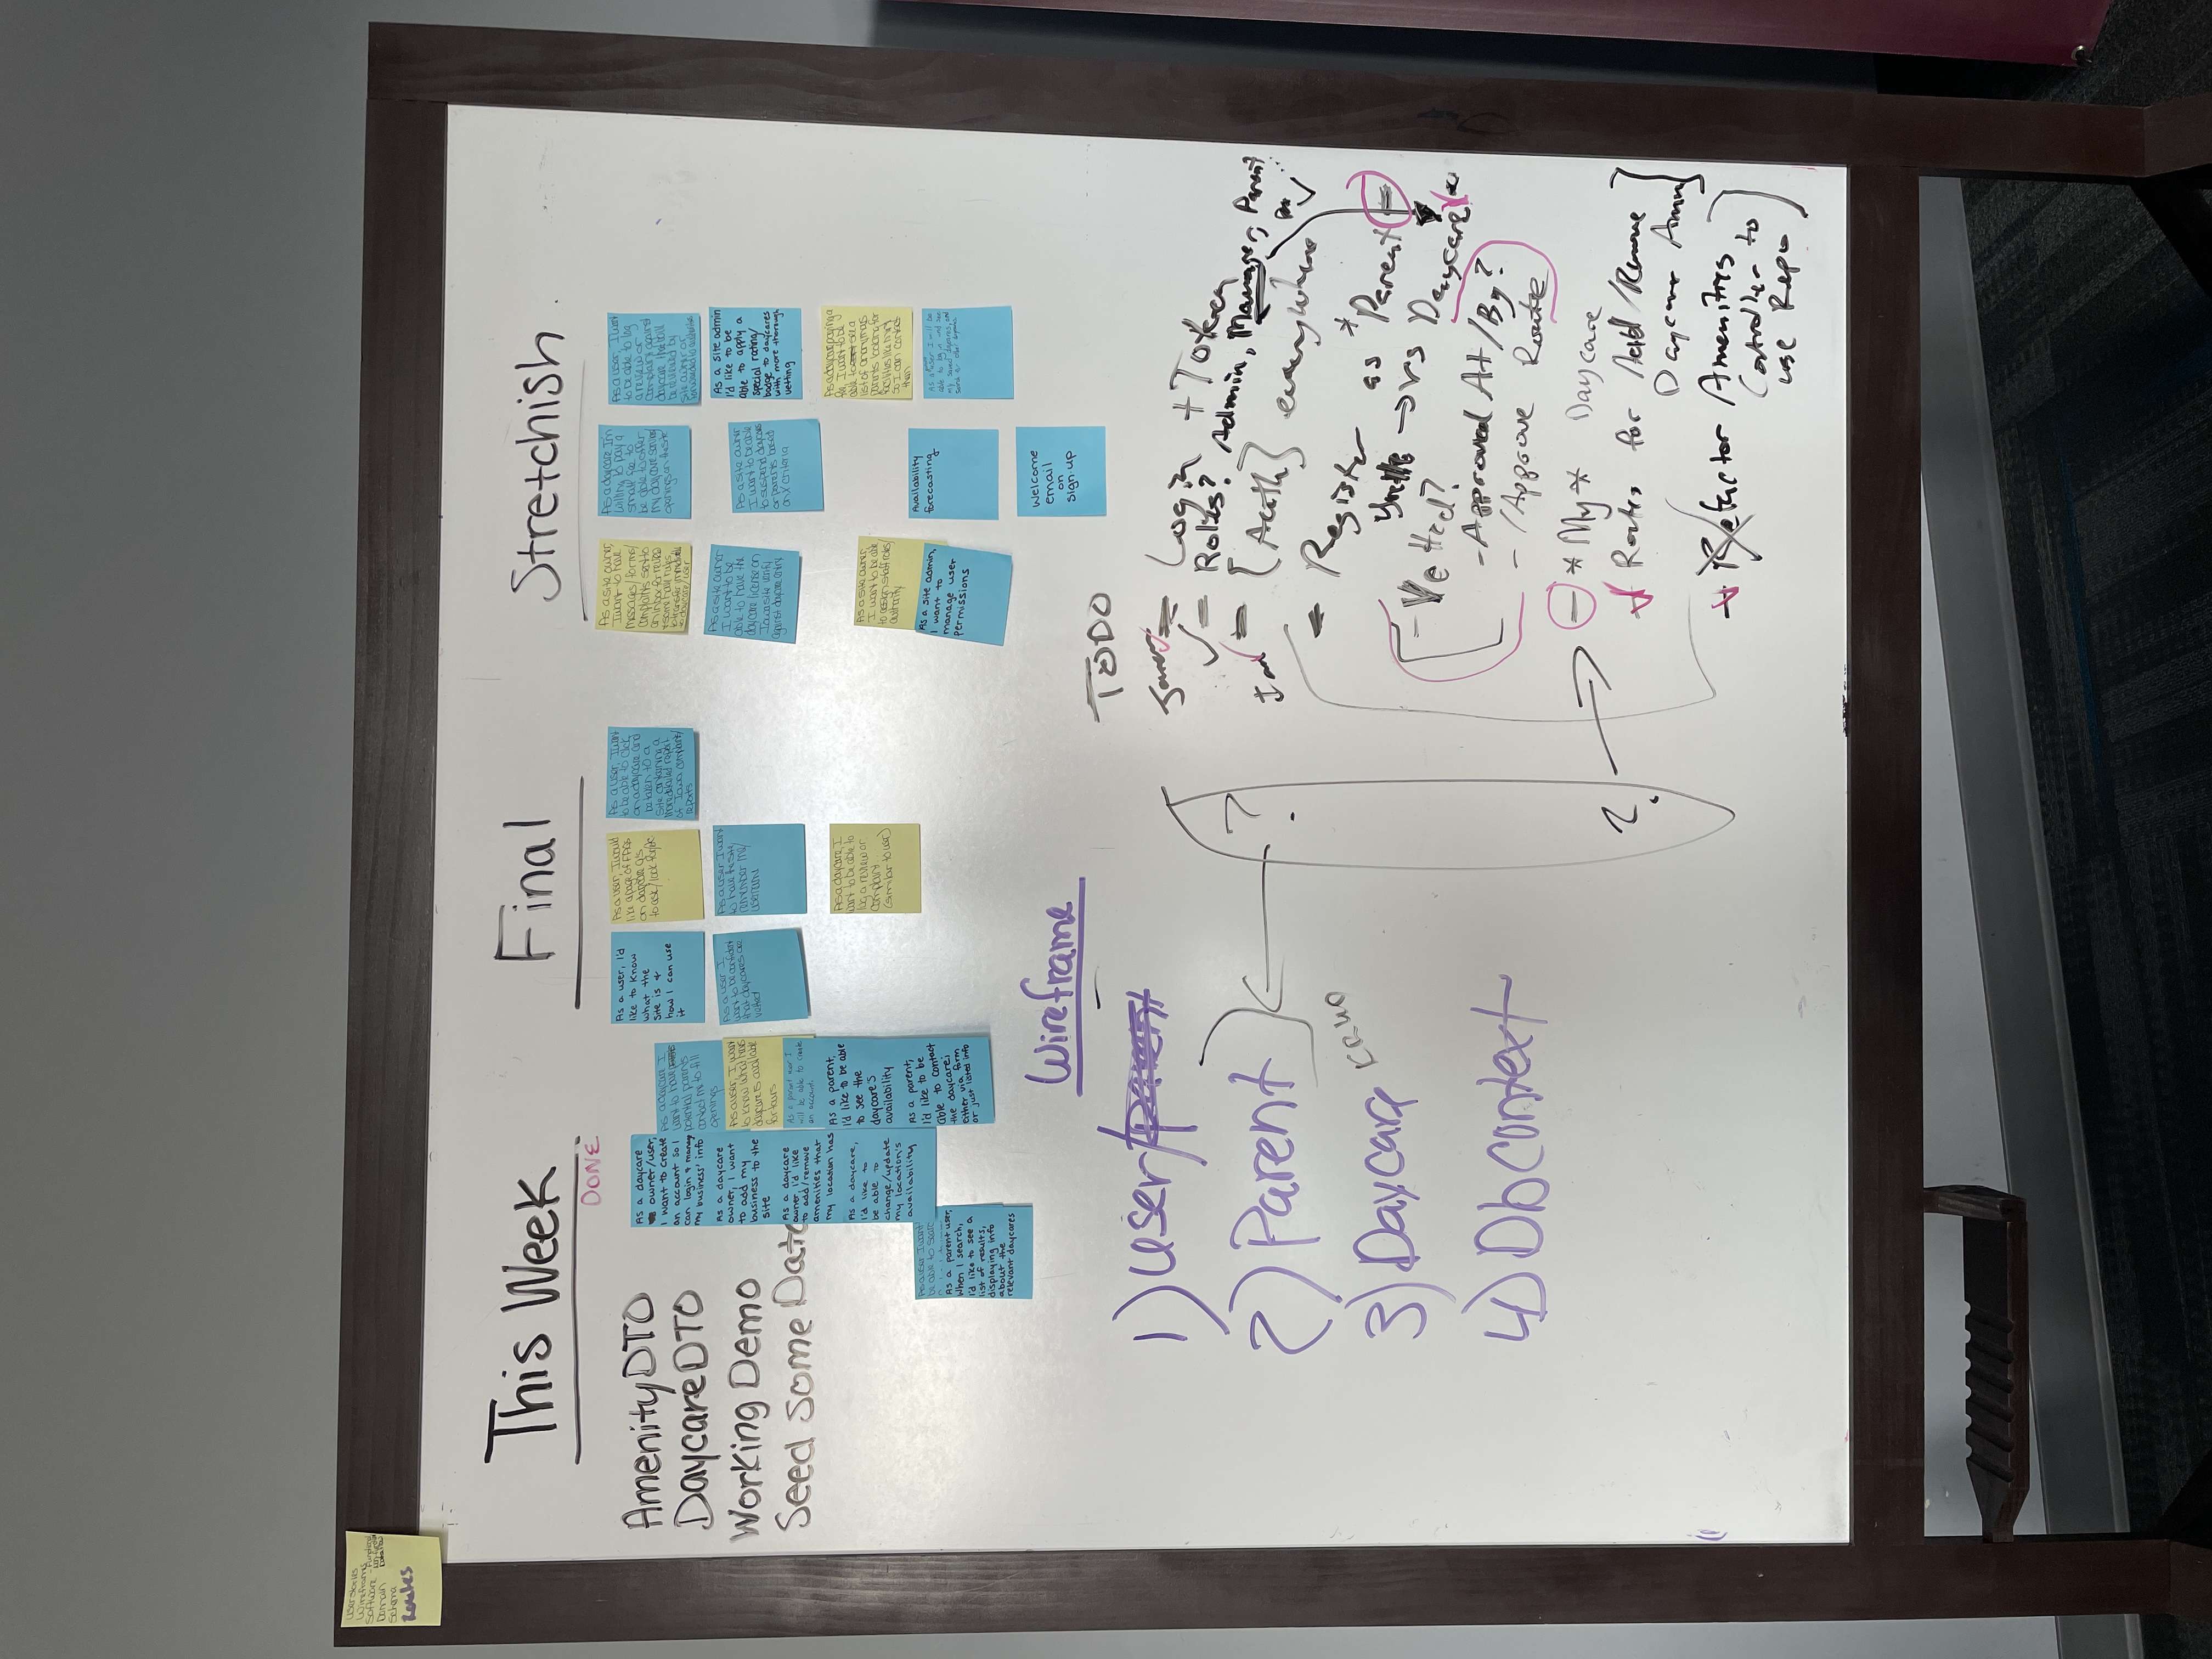 User stories
Wireframes
Software - Functional
Domain
Schema
Routes
This Week
DONE
AmenityDTO
DaycareDTO
Working Demo
Seed some Data
As a daycare
owner/user,
I want to create
an account so I
can login & manage
my business' info
As a daycare
owner, I want
to add my
business to the
site
As a daycare
owner, I'd like
to add/remove
amenities that
my location has
As a daycare,
I'd like to
be able to
change/update
my location's
availability
As a daycare I
want to have
potential parents
contact me to fill
openings
As a user, I want
to know what
daycare is available
for tours
As a parent user I
will be able to create
an account.
As a parent,
I'd like to be able
to see the
daycare's
availability
As a parent,
I'd like to be
able to contact
the daycare
either via form
or just listed info
As a user I want
be able to search
As a parent user,
When I search,
I'd like to see a
list of results,
displaying info
about the
relevant daycares
Final
As a user, I'd
like to know
what the
site is &
how I can use
it
As a user, I would
like a page of FAQs
on daycare q's
to ask/look for/etc.
As a user, I want
to be able to click
on a daycare and
be taken to a
site containing a
more detailed report
of Iowa complaint/
reports
As a user I
want to be confident
that daycares are
vetted
As a user I want
to have the site
remember me/
username
As a daycare I
want to be able to
log a review or
complaint
(similar to user)
Stretchish
As a site owner,
I want to have
messages/forms/
complaints sent to
an inbox for review
& some have rules
to transfer immediately
to daycare/user
As a daycare I'm
willing to pay a
small fee to
be able to offer
my daycare services/
openings on the site
As a user, I want
to be able to log
a review or
complaint against
daycare that will
be reviewed by
site owner or
forwarded to authorities
As a site owner
I want to be
able to have the
daycare license on
Iowa site verify
against daycare entry
As a site owner
I want to be able
to suspend daycares
or parents based
on X criteria
As a site admin
I'd like to be
able to apply a
special rating/
badge to daycares
with more thorough
vetting
As a site owner,
I want to be able
to assign staff roles/
authority
As a site admin,
I want to
manage user
permissions
Availability
forecasting
As a daycare paying a
fee, I want to be
able to see a
list of anonymous
parents looking for
facilities like mine
so I can contact
them
As a user I will be
able to log in and see
my saved daycares, and
Welcome
email
on
sign-up
Wireframe
1) User/parent
2) Parent
3) Daycare
4) DbContext
?
?
TODO
= Login + Token
= Roles? Admin, Manager, Parent
= [Auth] everywhere
= Register as *Parent
→ vs Daycare
- Vetted?
- Approved At/By?
- /Approve Route
- *My* Daycare
Routes for Add/Remove
Daycare Amen
Refactor Amenities
Controller to
use Repo